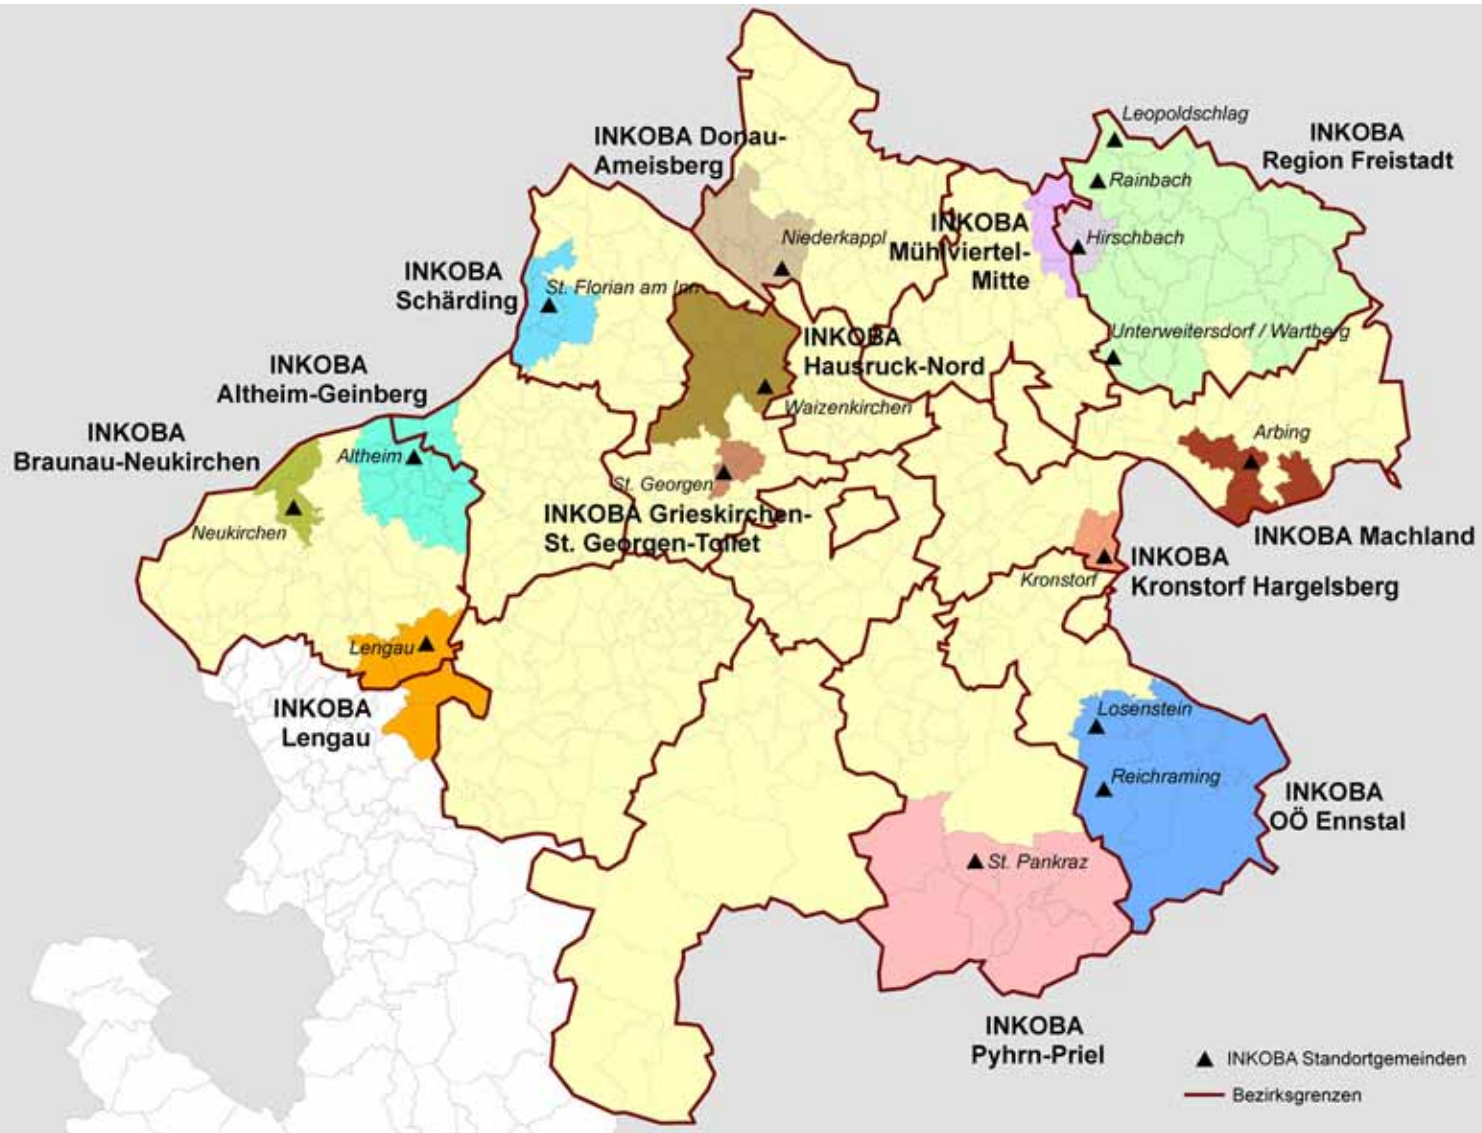 Leopoldschlag
INKOBA
Region Freistadt
INKOBA Donau-
Ameisberg
Rainbach
INKOBA
Mühlviertel-
Mitte
Niederkappl
Hirschbach
INKOBA
Schärding
St. Florian am Inn
Unterweitersdorf / Wartberg
INKOBA
Hausruck-Nord
INKOBA
Altheim-Geinberg
Waizenkirchen
INKOBA
Braunau-Neukirchen
Altheim
Arbing
St. Georgen
INKOBA Grieskirchen-
St. Georgen-Tollet
Neukirchen
INKOBA Machland
INKOBA
Kronstorf Hargelsberg
Kronstorf
Lengau
INKOBA
Lengau
Losenstein
Reichraming
INKOBA
OÖ Ennstal
St. Pankraz
INKOBA
Pyhrn-Priel
INKOBA Standortgemeinden
Bezirksgrenzen